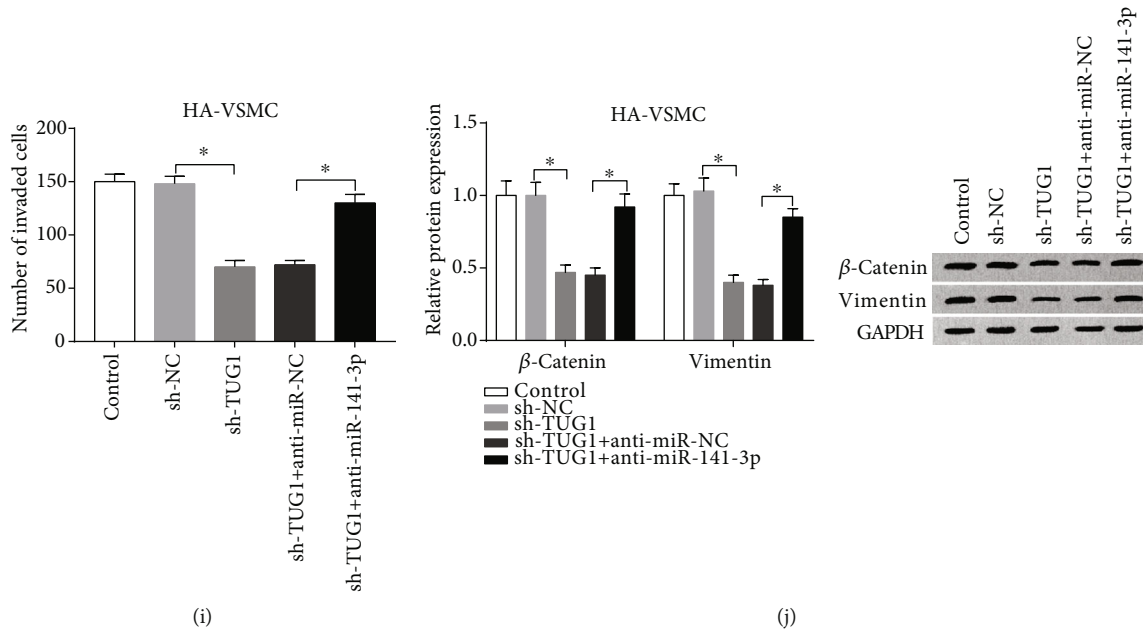 HA-VSMC
Number of invaded cells
200
150
100
50
0
*
*
Control
sh-NC
sh-TUG1
sh-TUG1+anti-miR-NC
sh-TUG1+anti-miR-141-3p
(i)
HA-VSMC
Relative protein expression
1.5
1.0
0.5
0.0
*
*
*
*
β-Catenin
Vimentin
Control
sh-NC
sh-TUG1
sh-TUG1+anti-miR-NC
sh-TUG1+anti-miR-141-3p
Control
sh-NC
sh-TUG1
sh-TUG1+anti-miR-NC
sh-TUG1+anti-miR-141-3p
β-Catenin
Vimentin
GAPDH
(j)